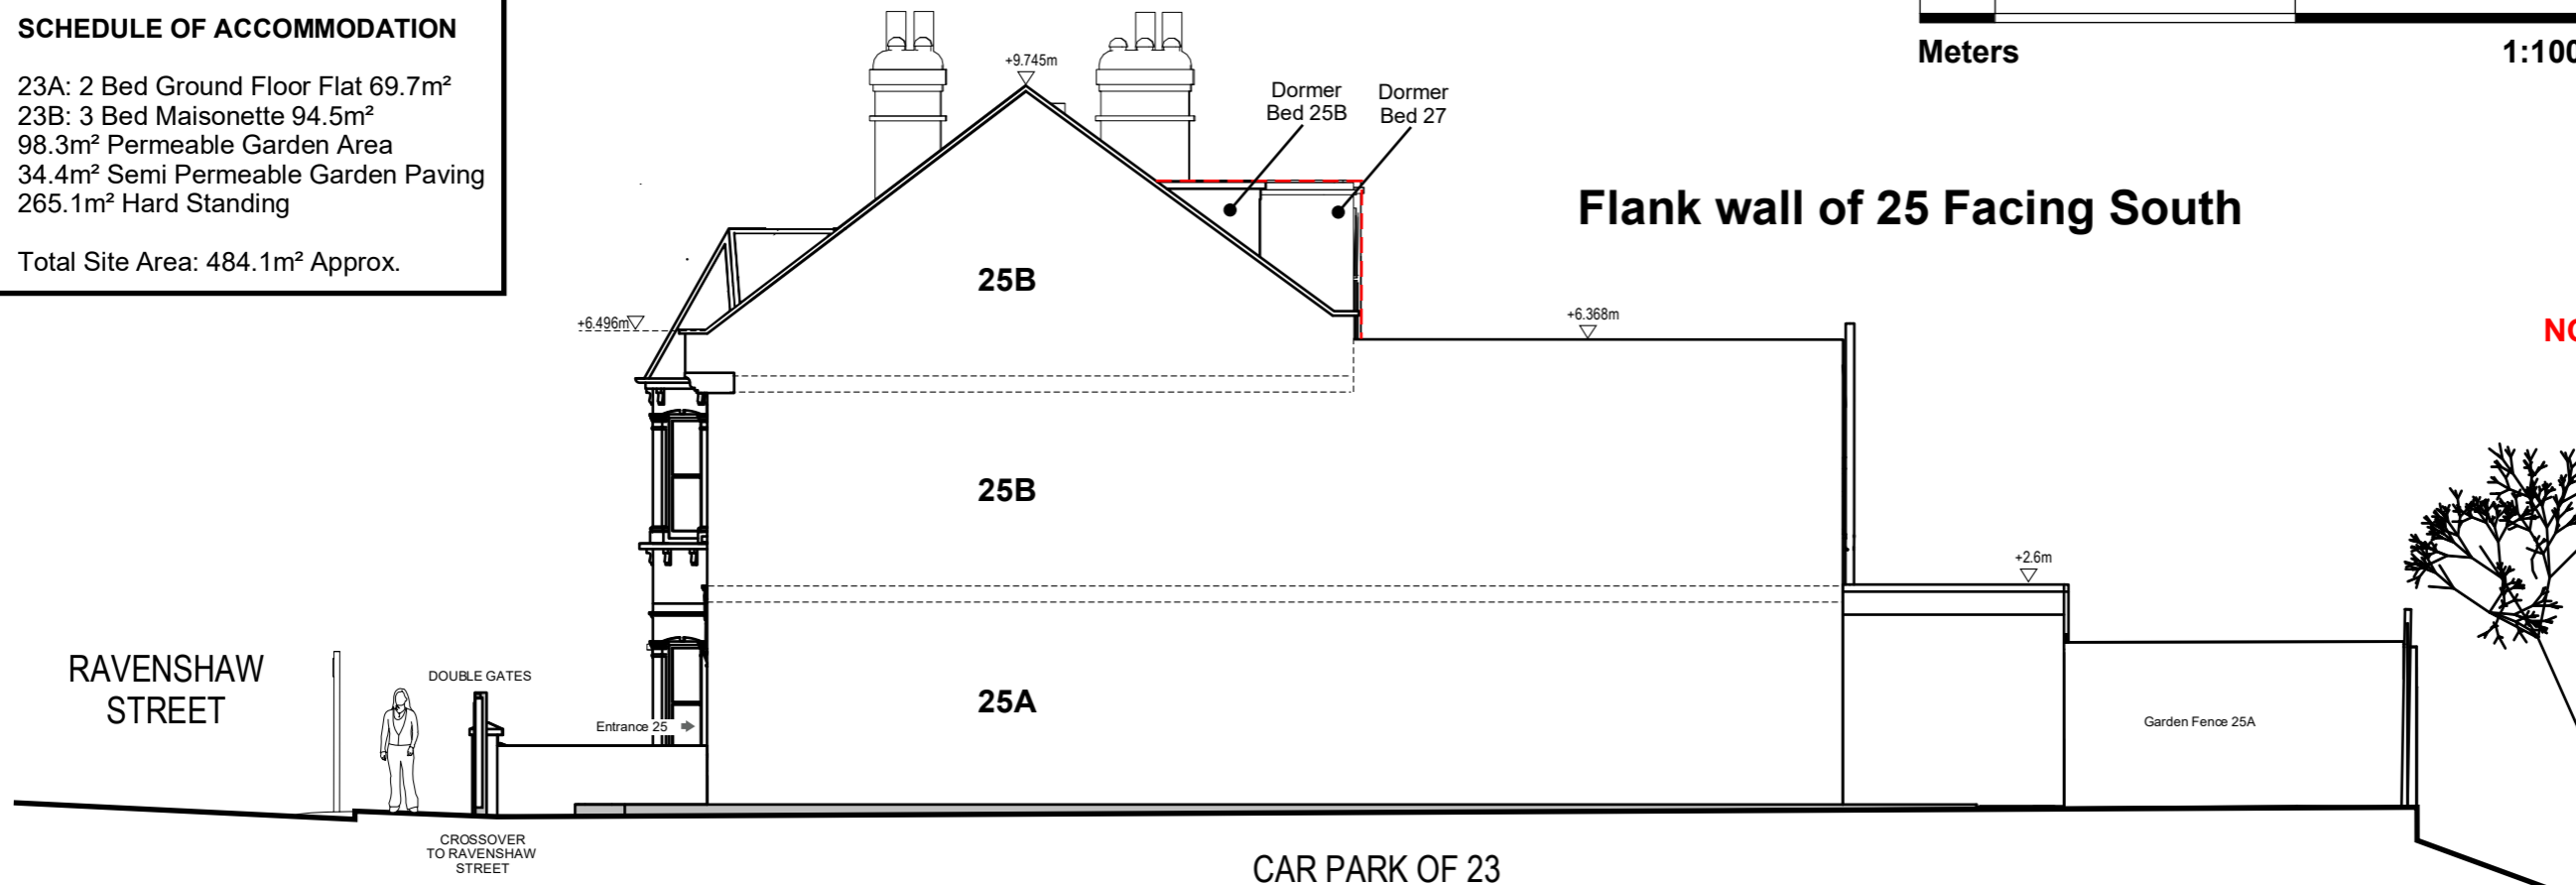 SCHEDULE OF ACCOMMODATION
23A: 2 Bed Ground Floor Flat 69.7m²
23B: 3 Bed Maisonette 94.5m²
98.3m² Permeable Garden Area
34.4m² Semi Permeable Garden Paving
265.1m² Hard Standing
Total Site Area: 484.1m² Approx.
Meters
1:100
+9.745m
Dormer
Bed 25B
Dormer
Bed 27
Flank wall of 25 Facing South
25B
+6.496m
+6.368m
25B
+2.6m
RAVENSHAW
STREET
DOUBLE GATES
Entrance 25
25A
Garden Fence 25A
CROSSOVER
TO RAVENSHAW
STREET
CAR PARK OF 23